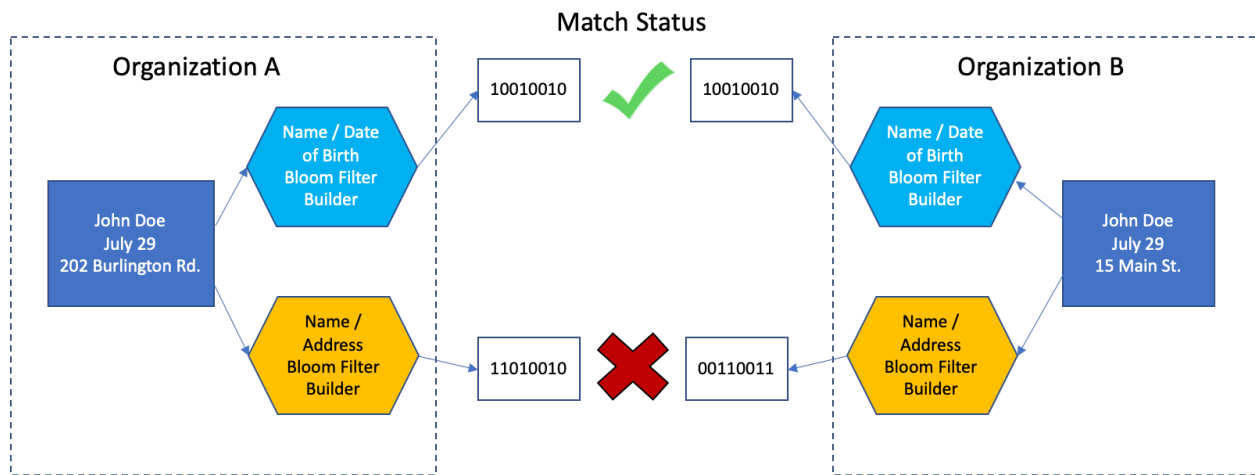 Match Status
Organization A
Organization B
10010010
10010010
Name / Date
of Birth
Bloom Filter
Builder
Name / Date
of Birth
Bloom Filter
Builder
John Doe
July 29
202 Burlington Rd.
John Doe
July 29
15 Main St.
Name /
Address
Bloom Filter
Builder
11010010
00110011
Name /
Address
Bloom Filter
Builder